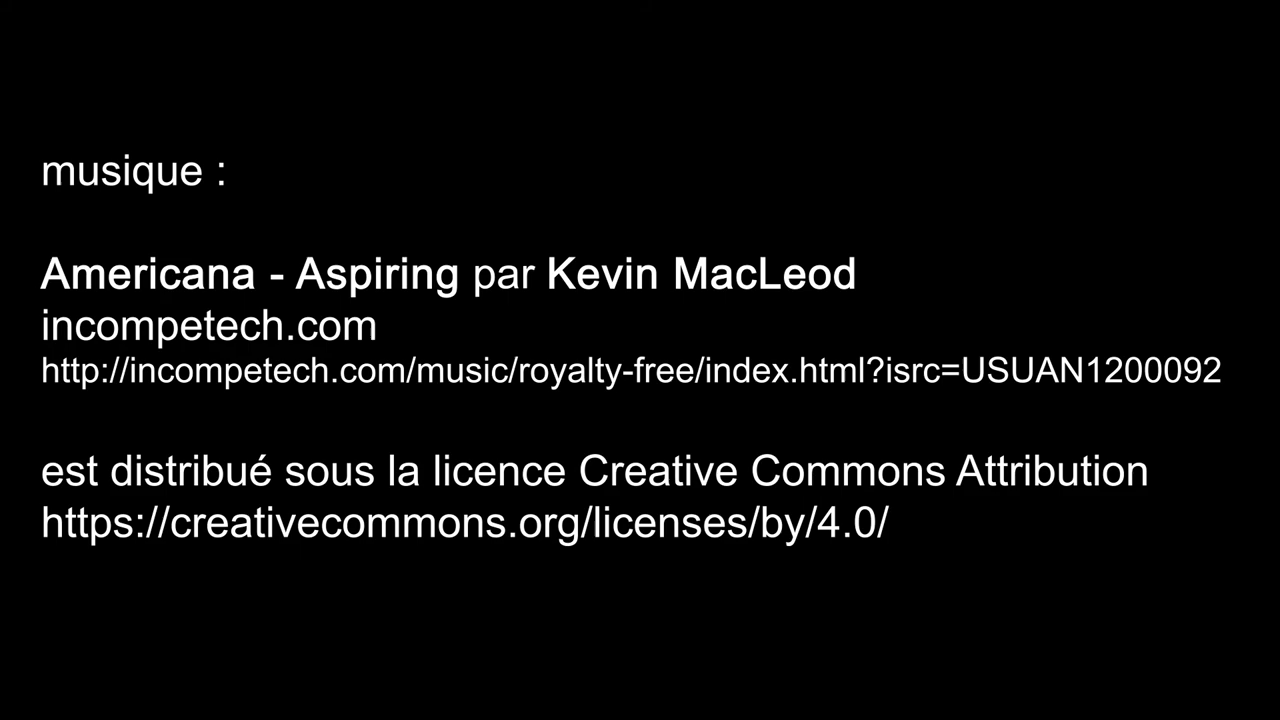 musique :
Americana - Aspiring par Kevin MacLeod
incompetech.com
http://incompetech.com/music/royalty-free/index.html?isrc=USUAN1200092
est distribué sous la licence Creative Commons Attribution
https://creativecommons.org/licenses/by/4.0/